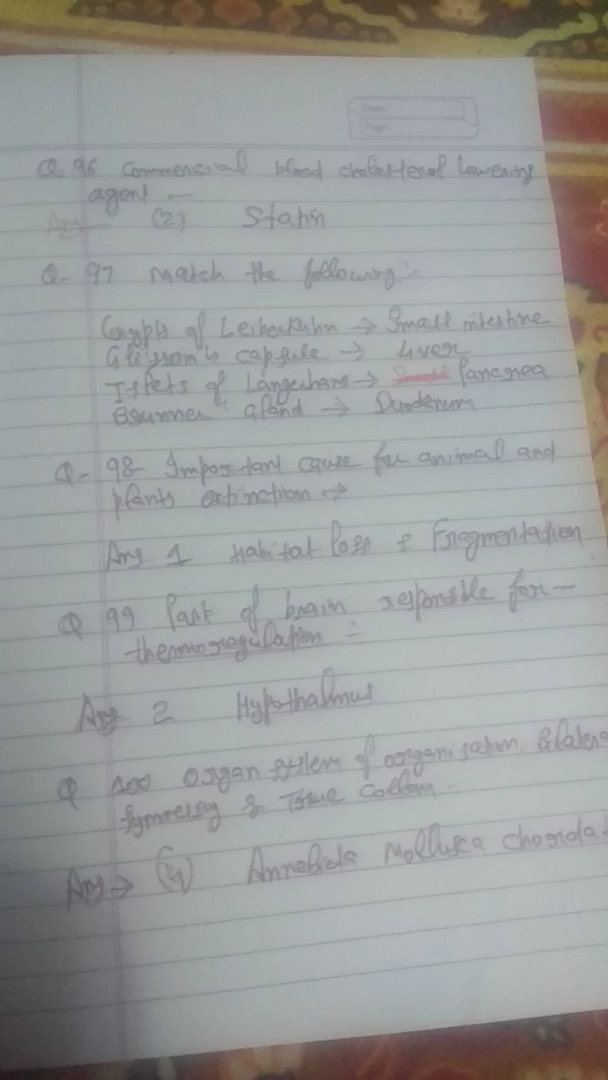 Q 96 Commercial blood cholesterol lowering
agent —
Ans (2) Statin
Q- 97 Match the following :-
Crypts of Leiberkuhn → Small intestine
Glisson's capsule → Liver
Islets of Langerhans → Pancrea
Brunner gland → Duodenum
Q- 98 Important cause for animal and
plants extinction →
Ans 1 Habitat loss & Fragmentation
Q 99 Part of brain responsible for —
thermoregulation :-
Ans 2 Hypothalmus
Q 100 organ system of organisation, Bilatera
Symmetry & True Coelom -
Ans → (4) Annelida Mollusca Chorda